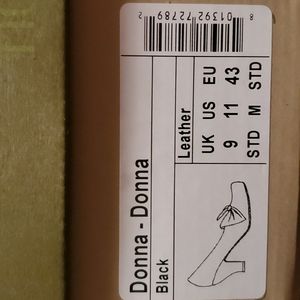 Donna - Donna
Black
Leather
UK US EU
9 11 43
STD M STD
8 01392 72789 2